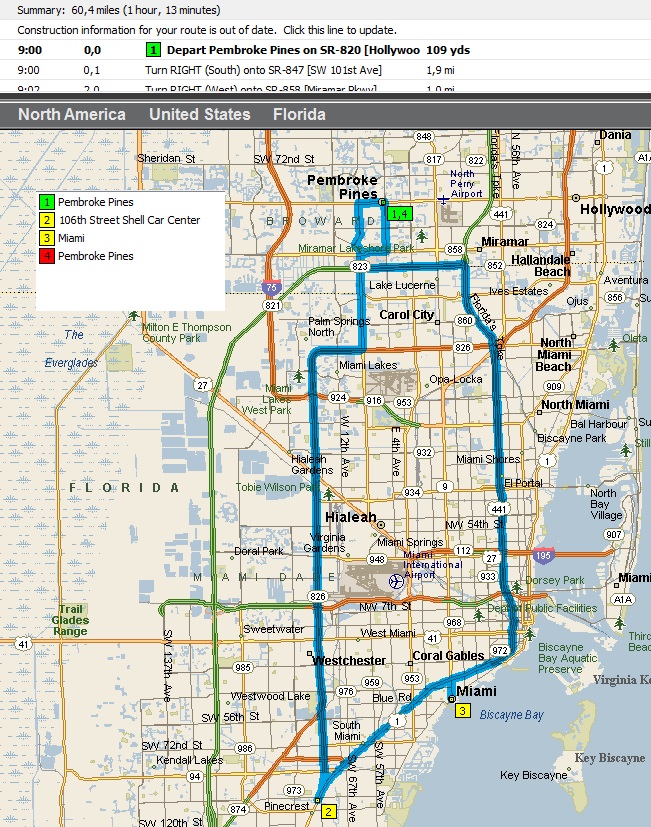 Summary: 60,4 miles (1 hour, 13 minutes)
Construction information for your route is out of date. Click this line to update.
9:00 0,0 1 Depart Pembroke Pines on SR-820 [Hollywoo 109 yds
9:00 0,1 Turn RIGHT (South) onto SR-847 [SW 101st Ave] 1,9 mi
9:02 2,0 Turn RIGHT (West) onto SR-858 [Miramar Pkwy] 1,0 mi
North America United States Florida
1 Pembroke Pines
2 106th Street Shell Car Center
3 Miami
4 Pembroke Pines
848
Dania
Sheridan St
SW 72nd St
817
822
Florida's Tpke
N 56th Ave
1
A1A
Pembroke
Pines
North
Perry
Airport
1,4
441
824
Hollywood
BROWARD
Miramar Lakeshore Park
858
Miramar
823
852
Hallandale
Beach
75
Lake Lucerne
Ives Estates
Aventura
821
Ojus
856
Milton E Thompson
County Park
Palm Springs
North
Carol City
860
Florida's Tpke
The
Everglades
826
North
Miami
Beach
Oleta
Miami Lakes
27
Miami
Lakes
West Park
Opa-Locka
909
924
916
953
North Miami
Bal Harbour
W 12th Ave
E 4th Ave
Biscayne Park
932
Hialeah
Gardens
Miami Shores
1
FLORIDA
Tobie Wilson Park
934
9
El Portal
North
Bay
Village
441
Hialeah
NW 54th St
Virginia
Gardens
Miami Springs
907
Doral Park
948
112
27
195
Miami
International
Airport
MIAMI-DADE
933
Dorsey Park
Miami
826
NW 7th St
Dept of Public Facilities
A1A
Trail
Glades
Range
968
Sweetwater
West Miami
41
972
41
SW 137th Ave
Westchester
Coral Gables
Biscayne
Bay Aquatic
Preserve
985
959
953
976
Blue Rd
Miami
Virginia Ke
Westwood Lake
3
SW 56th St
1
Biscayne Bay
South
Miami
SW 72nd St
986
SW 57th Ave
Kendall Lakes
Key Biscayne
SW 67th Ave
94
Key Biscayne
973
Pinecrest
2
874
SW 120th St